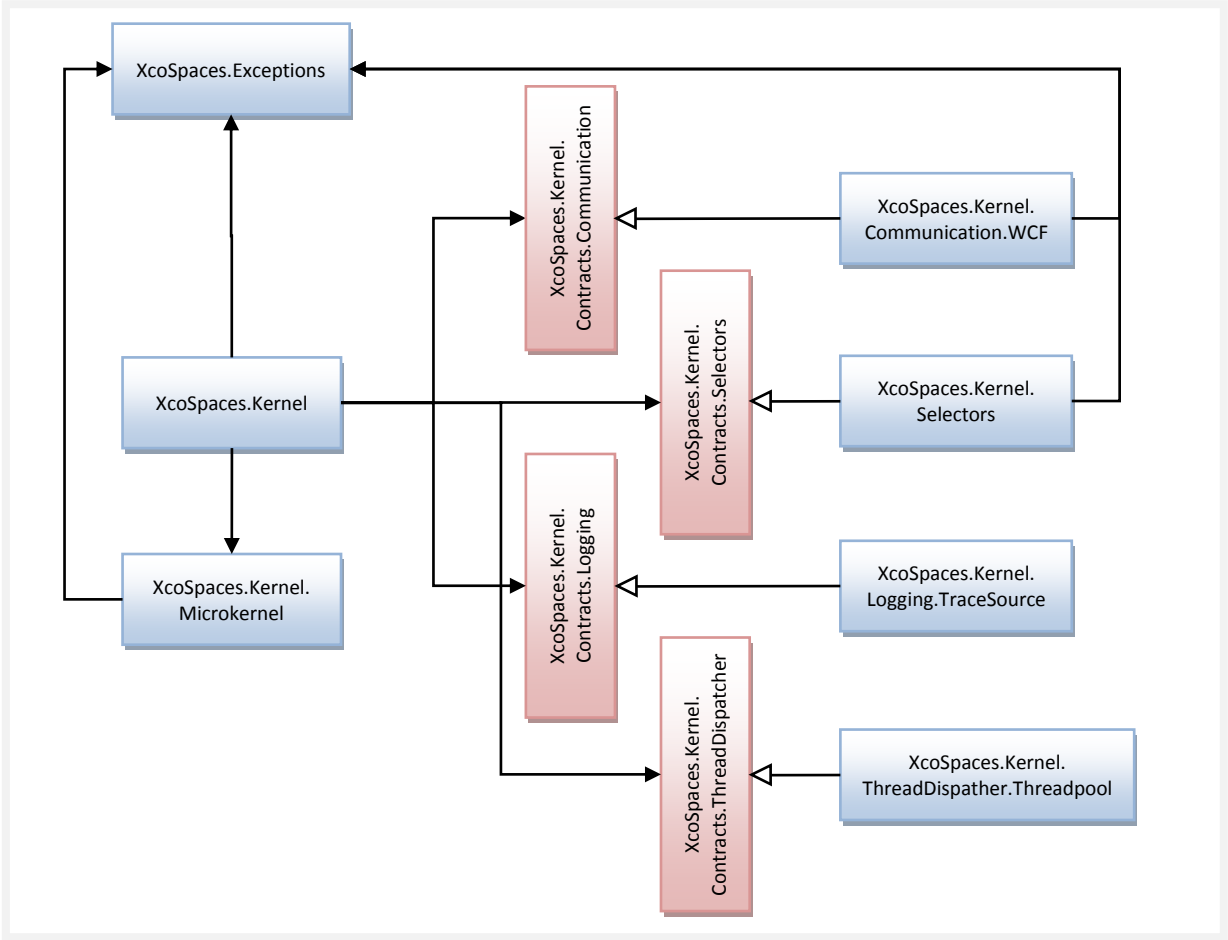 XcoSpaces.Exceptions
XcoSpaces.Kernel.
Contracts.Communication
XcoSpaces.Kernel.
Communication.WCF
XcoSpaces.Kernel
XcoSpaces.Kernel.
Contracts.Selectors
XcoSpaces.Kernel.
Selectors
XcoSpaces.Kernel.
Microkernel
XcoSpaces.Kernel.
Contracts.Logging
XcoSpaces.Kernel.
Logging.TraceSource
XcoSpaces.Kernel.
Contracts.ThreadDispatcher
XcoSpaces.Kernel.
ThreadDispather.Threadpool